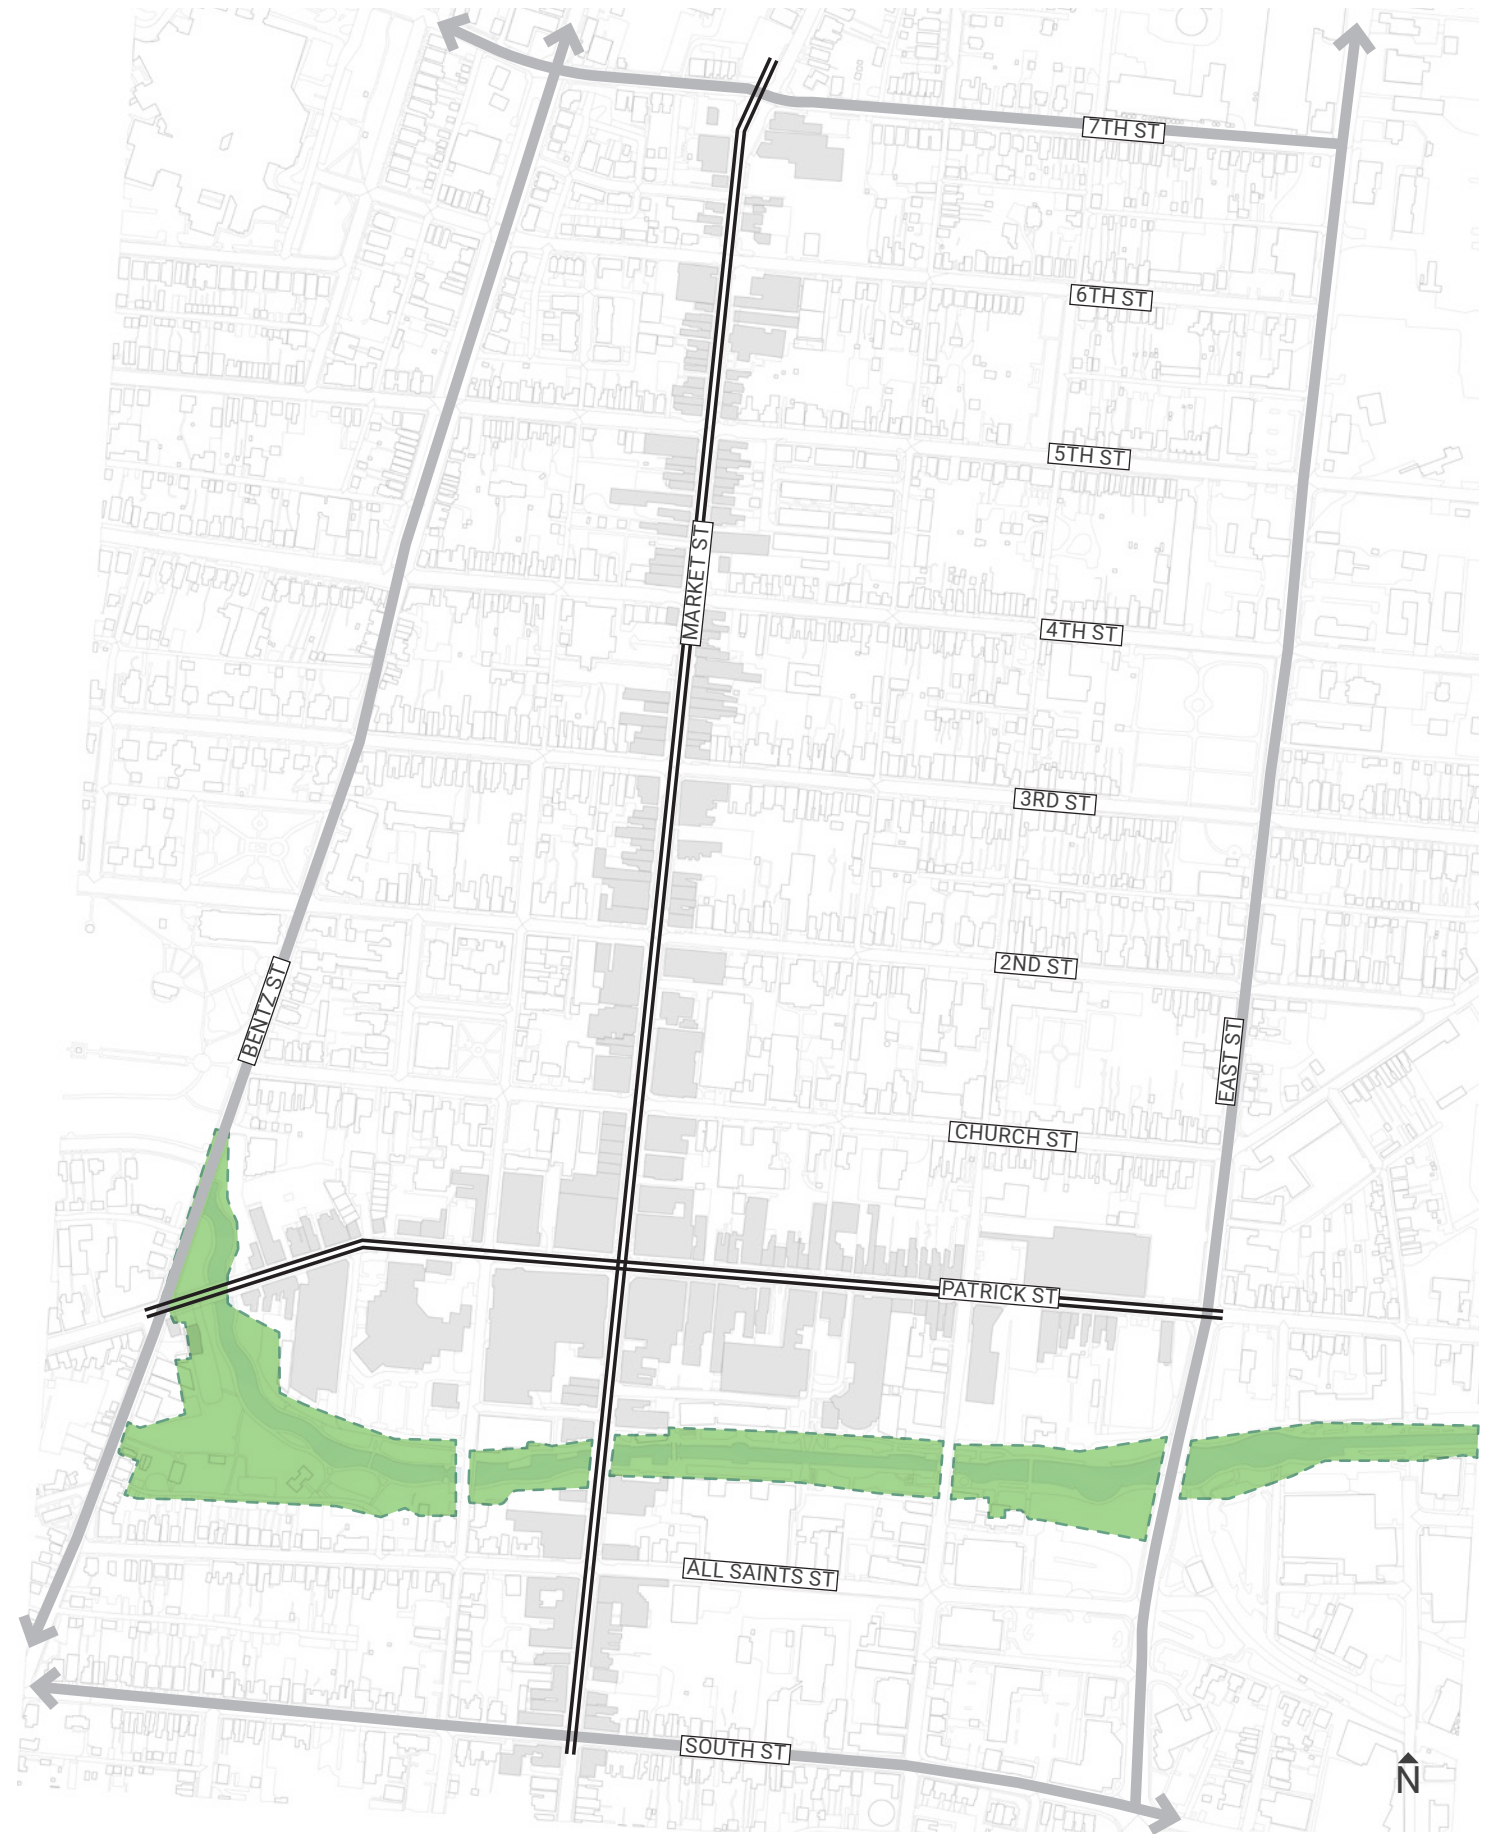 7TH ST
6TH ST
5TH ST
MARKET ST
4TH ST
3RD ST
2ND ST
BENTZ ST
EAST ST
CHURCH ST
PATRICK ST
ALL SAINTS ST
SOUTH ST
N